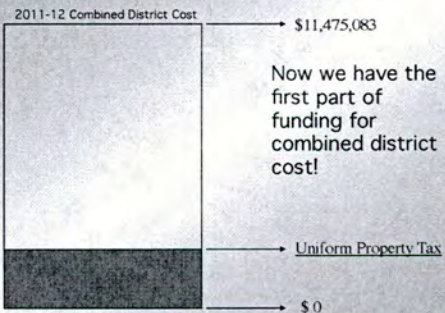 2011-12 Combined District Cost
$11,475,083
Now we have the
first part of
funding for
combined district
cost!
Uniform Property Tax
$ 0